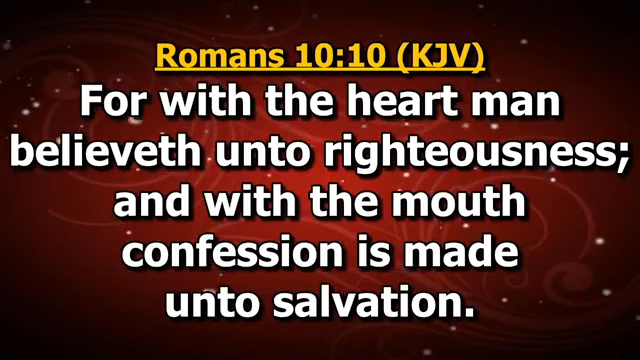 Romans 10:10 (KJV)
For with the heart man
believeth unto righteousness;
and with the mouth
confession is made
unto salvation.